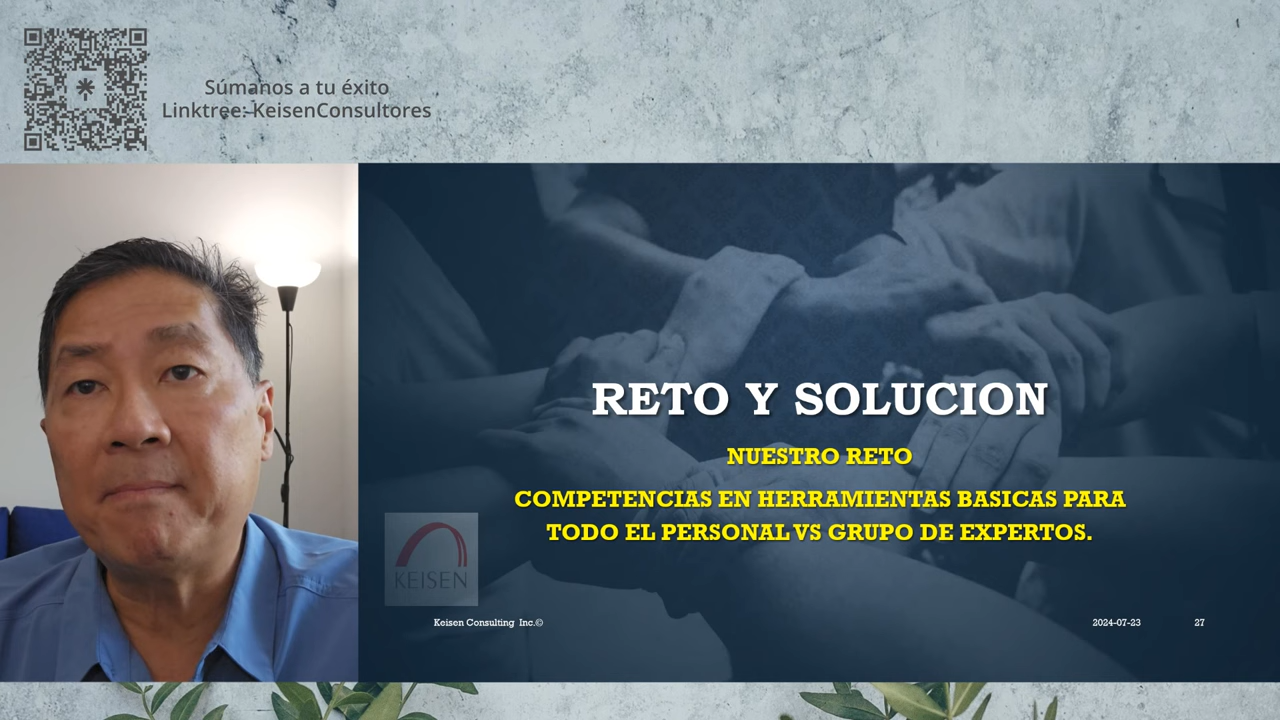 Súmanos a tu éxito
Linktree: KeisenConsultores
RETO Y SOLUCION
NUESTRO RETO
COMPETENCIAS EN HERRAMIENTAS BASICAS PARA
TODO EL PERSONAL VS GRUPO DE EXPERTOS.
KEISEN
Keisen Consulting Inc.©
2024-07-23
27